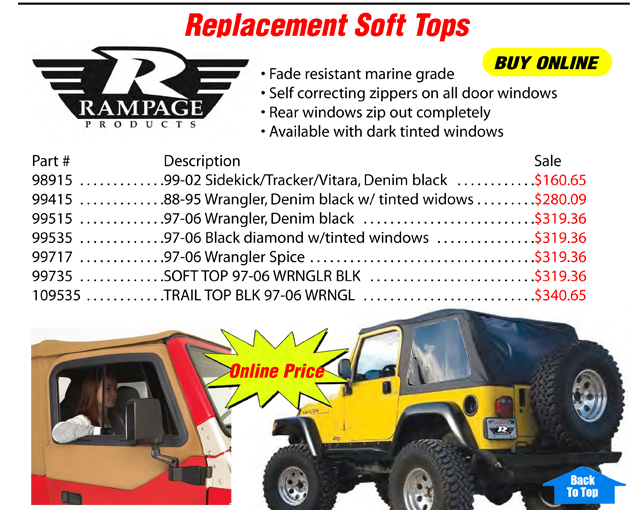 Replacement Soft Tops
BUY ONLINE
R
RAMPAGE
PRODUCTS
• Fade resistant marine grade
• Self correcting zippers on all door windows
• Rear windows zip out completely
• Available with dark tinted windows
Part # Description Sale
98915 . . . . . . . . . . . .99-02 Sidekick/Tracker/Vitara, Denim black . . . . . . . . . . .$160.65
99415 . . . . . . . . . . . .88-95 Wrangler, Denim black w/ tinted widows . . . . . . . .$280.09
99515 . . . . . . . . . . . .97-06 Wrangler, Denim black . . . . . . . . . . . . . . . . . . . . . . . . .$319.36
99535 . . . . . . . . . . . .97-06 Black diamond w/tinted windows . . . . . . . . . . . . . .$319.36
99717 . . . . . . . . . . . .97-06 Wrangler Spice . . . . . . . . . . . . . . . . . . . . . . . . . . . . . . . .$319.36
99735 . . . . . . . . . . . .SOFT TOP 97-06 WRNGLR BLK . . . . . . . . . . . . . . . . . . . . . . .$319.36
109535 . . . . . . . . . . .TRAIL TOP BLK 97-06 WRNGL . . . . . . . . . . . . . . . . . . . . . . . .$340.65
Online Price
RAMPAGE
Back
To Top